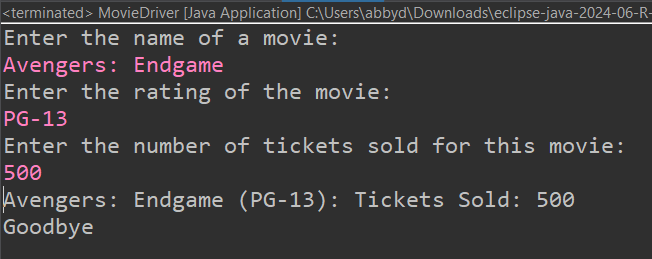 <terminated> MovieDriver [Java Application] C:\Users\abbyd\Downloads\eclipse-java-2024-06-R-
Enter the name of a movie:
Avengers: Endgame
Enter the rating of the movie:
PG-13
Enter the number of tickets sold for this movie:
500
Avengers: Endgame (PG-13): Tickets Sold: 500
Goodbye